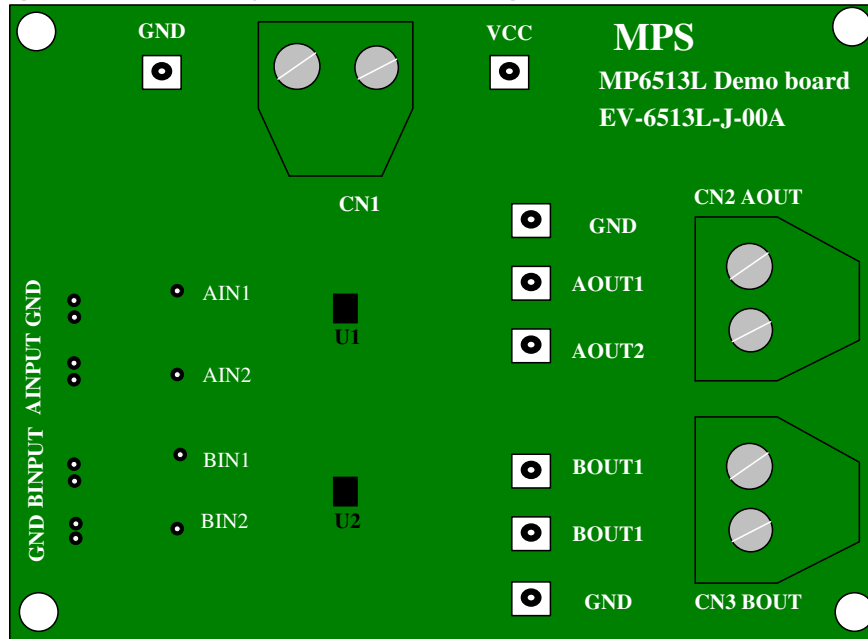 GND
VCC
MPS
MP6513L Demo board
EV-6513L-J-00A
CN1
CN2 AOUT
GND
AOUT1
AOUT2
AIN1
U1
AIN2
AINPUT GND
BIN1
BIN2
U2
GND BINPUT
BOUT1
BOUT1
GND
CN3 BOUT